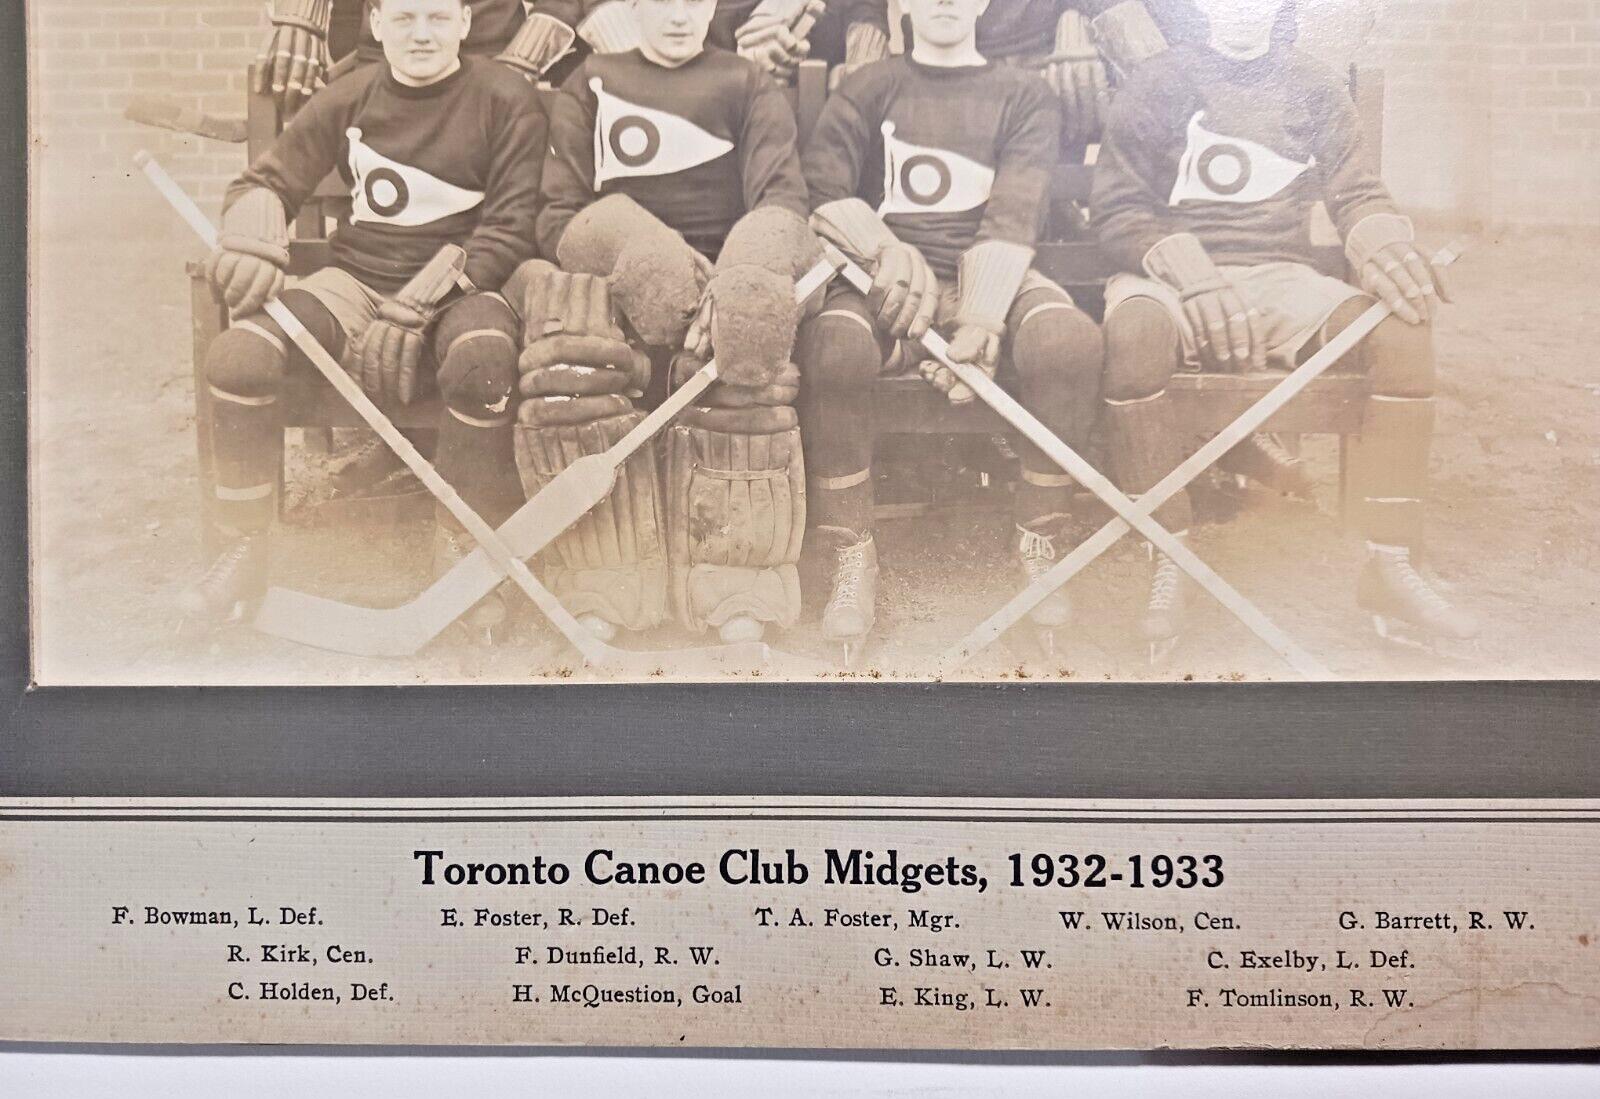 O O O O
Toronto Canoe Club Midgets, 1932-1933
F. Bowman, L. Def. E. Foster, R. Def. T. A. Foster, Mgr. W. Wilson, Cen. G. Barrett, R. W.
R. Kirk, Cen. F. Dunfield, R. W. G. Shaw, L. W. C. Exelby, L. Def.
C. Holden, Def. H. McQuestion, Goal E. King, L. W. F. Tomlinson, R. W.